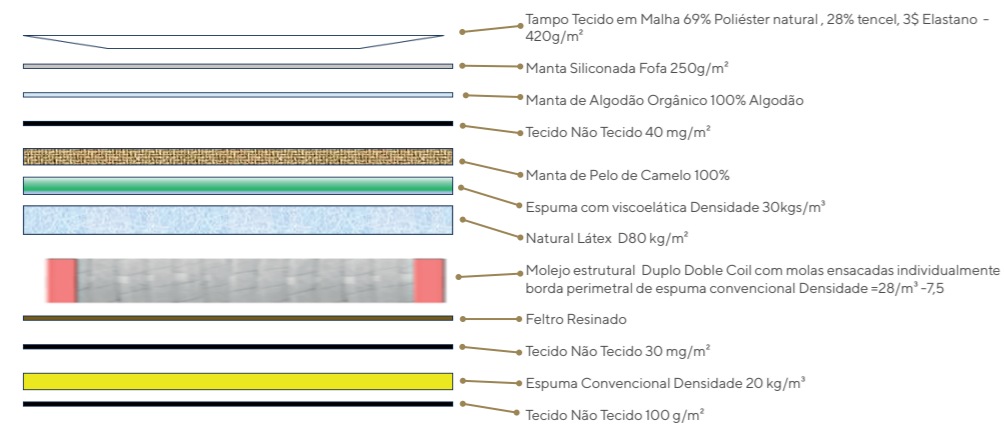 Tampo Tecido em Malha 69% Poliéster natural , 28% tencel, 3$ Elastano -
420g/m²
Manta Siliconada Fofa 250g/m²
Manta de Algodão Orgânico 100% Algodão
Tecido Não Tecido 40 mg/m²
Manta de Pelo de Camelo 100%
Espuma com viscoelática Densidade 30kgs/m³
Natural Látex D80 kg/m²
Molejo estrutural Duplo Doble Coil com molas ensacadas individualmente
borda perimetral de espuma convencional Densidade =28/m³ -7,5
Feltro Resinado
Tecido Não Tecido 30 mg/m²
Espuma Convencional Densidade 20 kg/m³
Tecido Não Tecido 100 g/m²